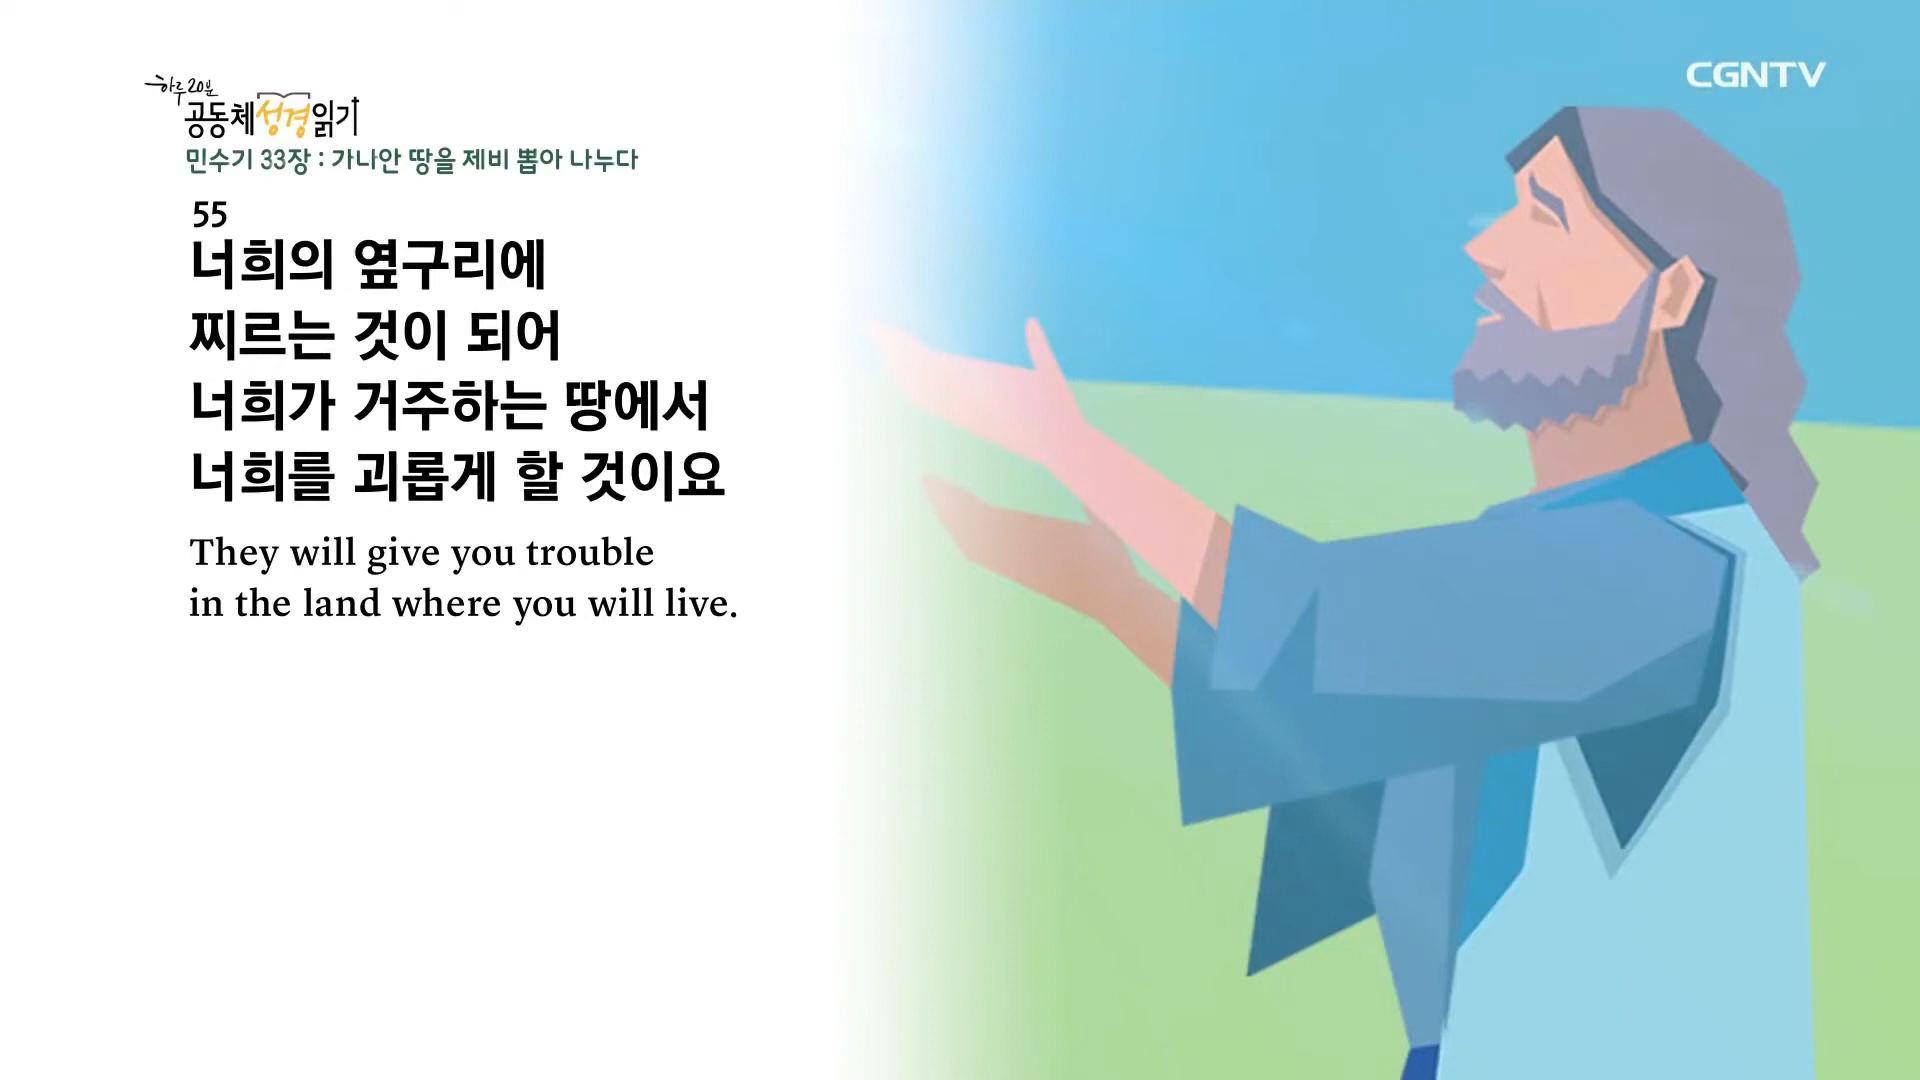 하루 20분
공동체성경읽기
CGNTV
민수기 33장 : 가나안 땅을 제비 뽑아 나누다
55
너희의 옆구리에
찌르는 것이 되어
너희가 거주하는 땅에서
너희를 괴롭게 할 것이요
They will give you trouble
in the land where you will live.